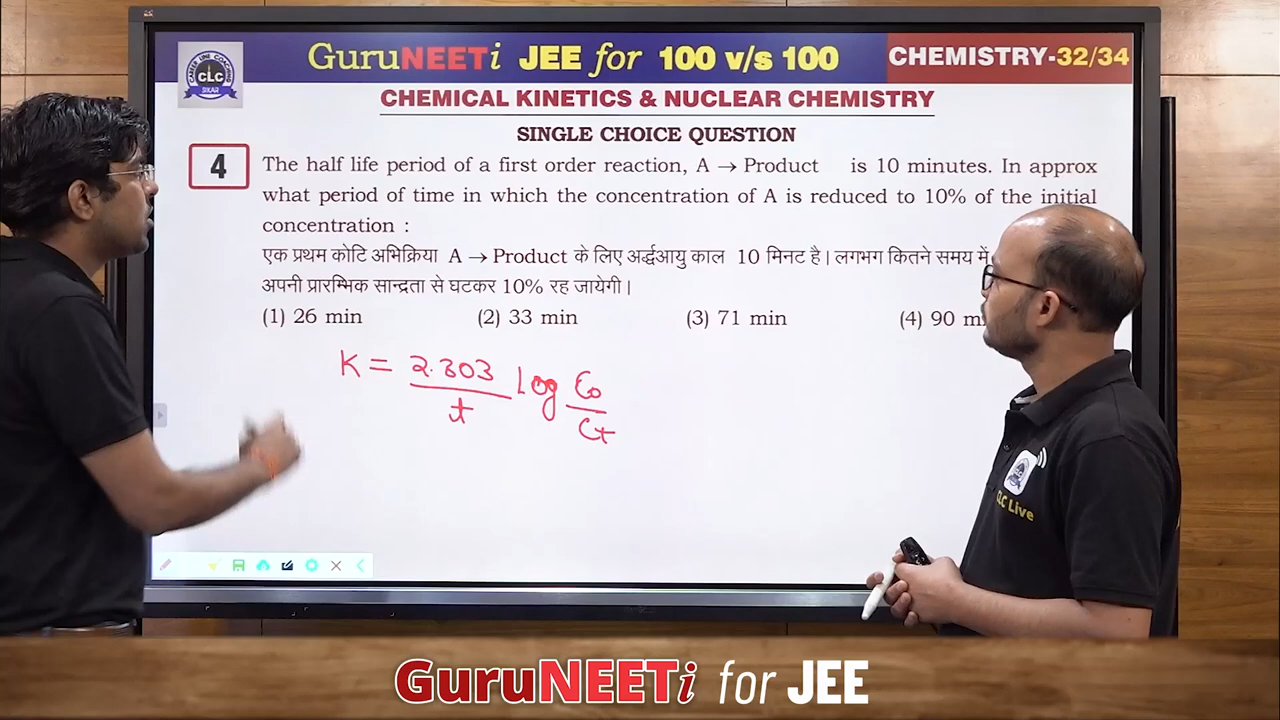 GuruNEETi JEE for 100 v/s 100
CHEMISTRY-32/34
CLC
SIKAR
CHEMICAL KINETICS & NUCLEAR CHEMISTRY
SINGLE CHOICE QUESTION
4
The half life period of a first order reaction, A → Product is 10 minutes. In approx
what period of time in which the concentration of A is reduced to 10% of the initial
concentration :
एक प्रथम कोटि अभिक्रिया A → Product के लिए अर्द्धआयु काल 10 मिनट है। लगभग कितने समय में
अपनी प्रारम्भिक सान्द्रता से घटकर 10% रह जायेगी।
(1) 26 min (2) 33 min (3) 71 min (4) 90
K = 2.303 / t log C₀ / Ct
CLC Live
GuruNEETi for JEE